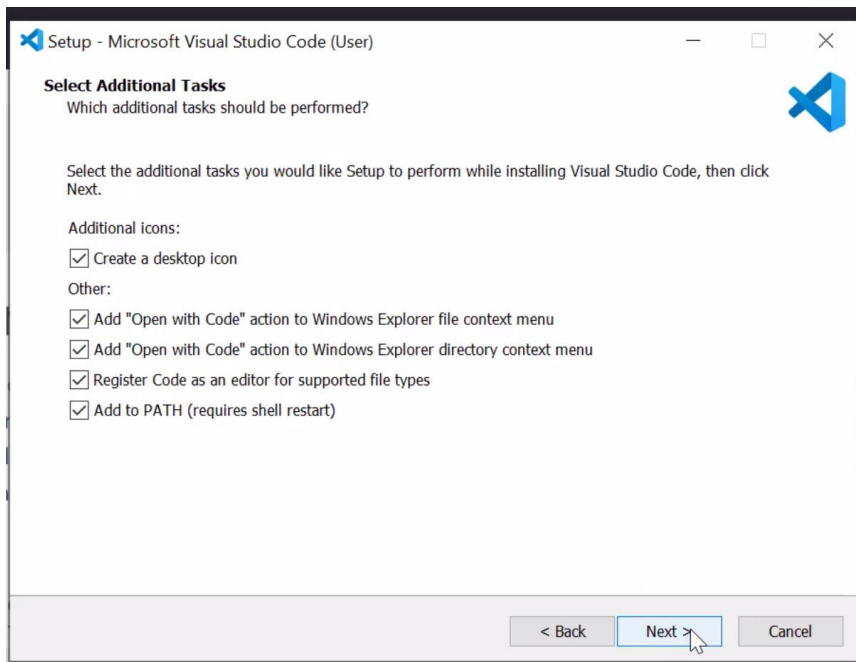 Setup - Microsoft Visual Studio Code (User)
Select Additional Tasks
Which additional tasks should be performed?
Select the additional tasks you would like Setup to perform while installing Visual Studio Code, then click
Next.
Additional icons:
Create a desktop icon
Other:
Add "Open with Code" action to Windows Explorer file context menu
Add "Open with Code" action to Windows Explorer directory context menu
Register Code as an editor for supported file types
Add to PATH (requires shell restart)
< Back Next > Cancel